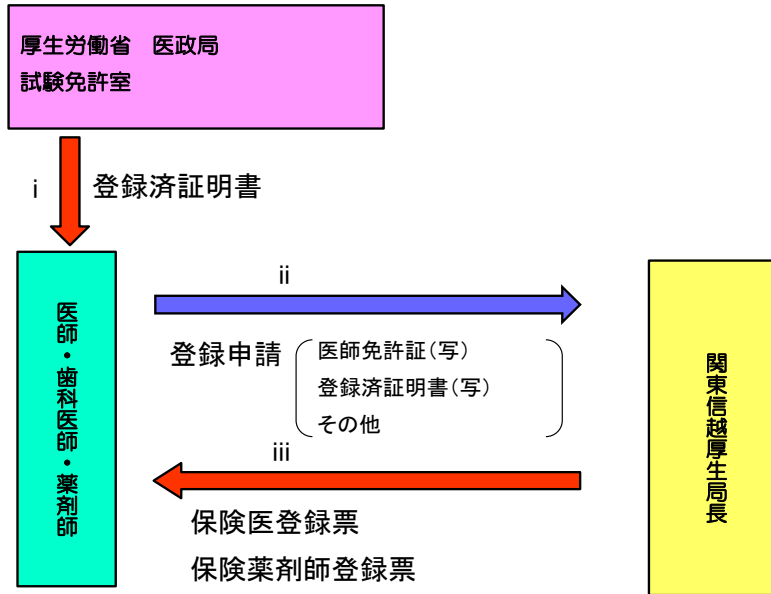 厚生労働省　医政局
試験免許室
i
登録済証明書
医師・歯科医師・薬剤師
ii
登録申請
医師免許証（写）
登録済証明書（写）
その他
iii
保険医登録票
保険薬剤師登録票
関東信越厚生局長